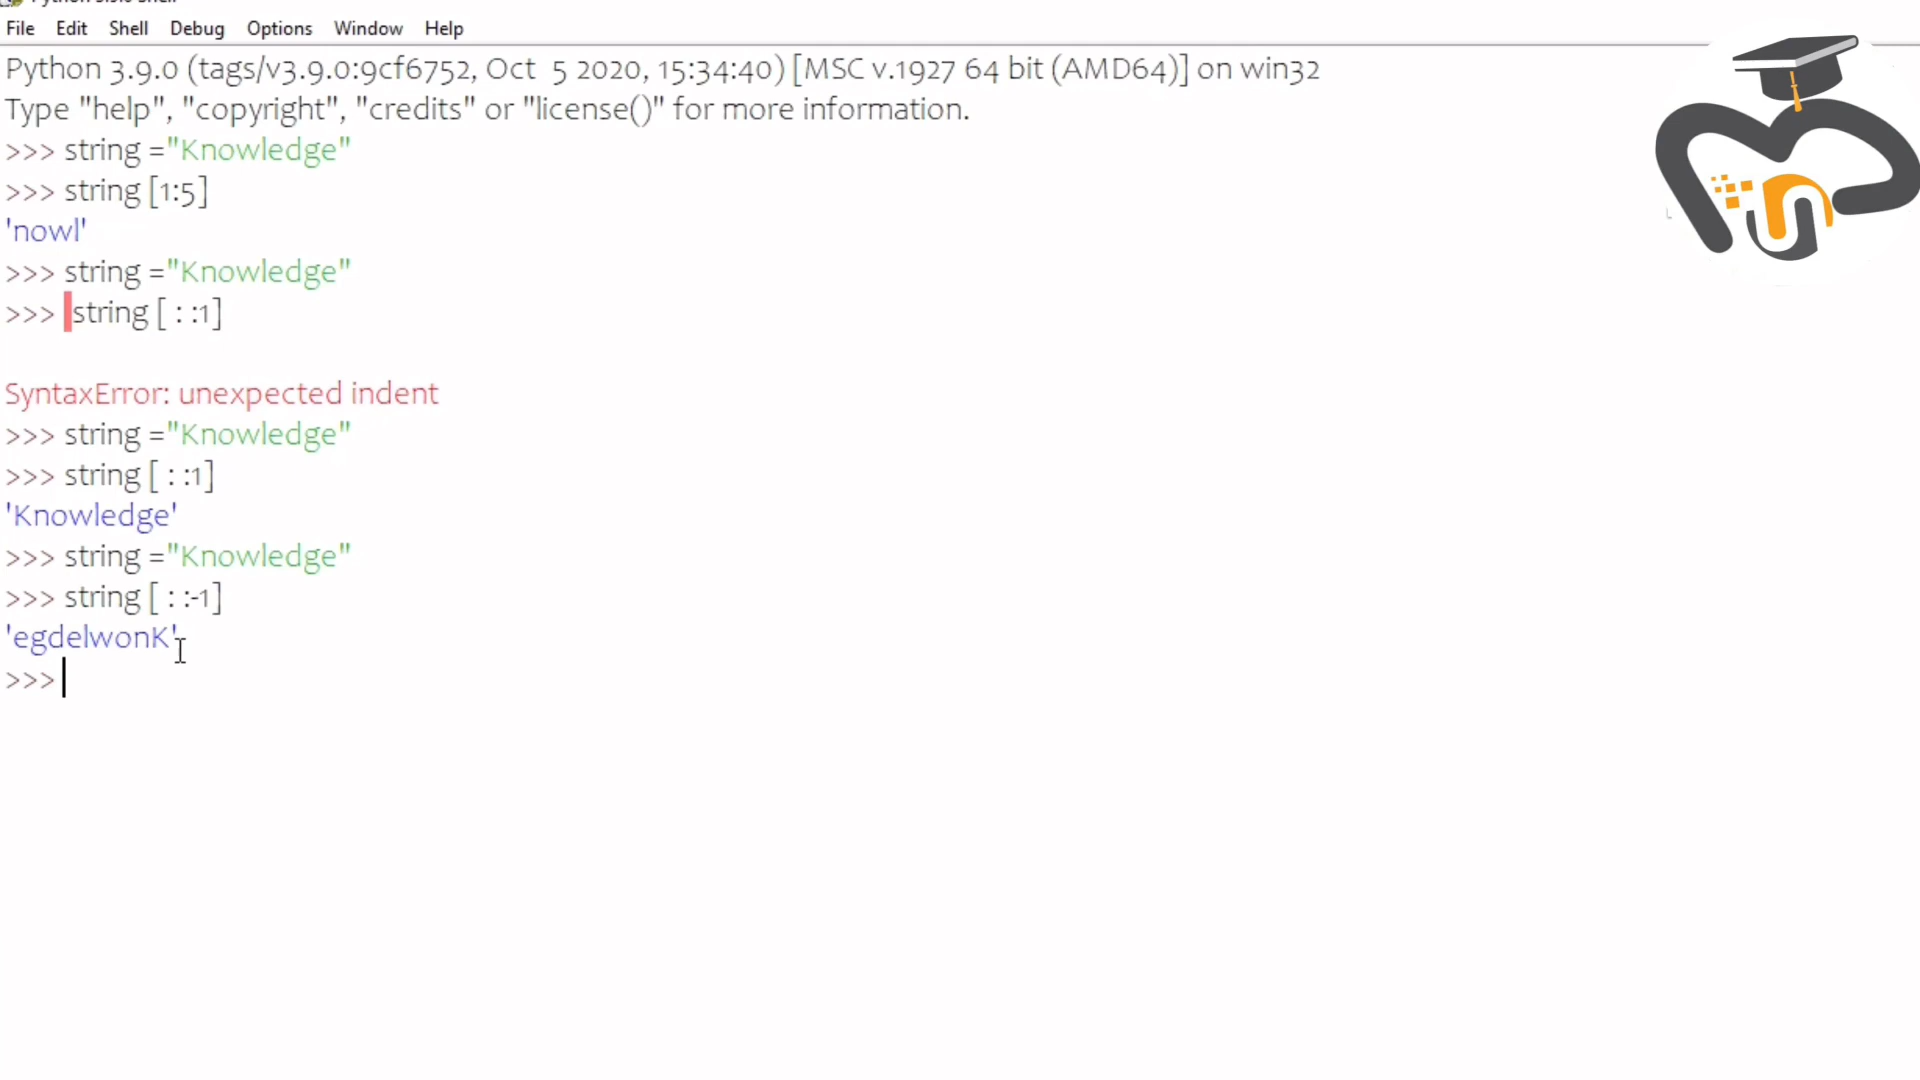 File Edit Shell Debug Options Window Help
Python 3.9.0 (tags/v3.9.0:9cf6752, Oct  5 2020, 15:34:40) [MSC v.1927 64 bit (AMD64)] on win32
Type "help", "copyright", "credits" or "license()" for more information.
>>> string ="Knowledge"
>>> string [1:5]
'nowl'
>>> string ="Knowledge"
>>>  string [ : :1]
SyntaxError: unexpected indent
>>> string ="Knowledge"
>>> string [ : :1]
'Knowledge'
>>> string ="Knowledge"
>>> string [ : :-1]
'egdelwonK'
>>>